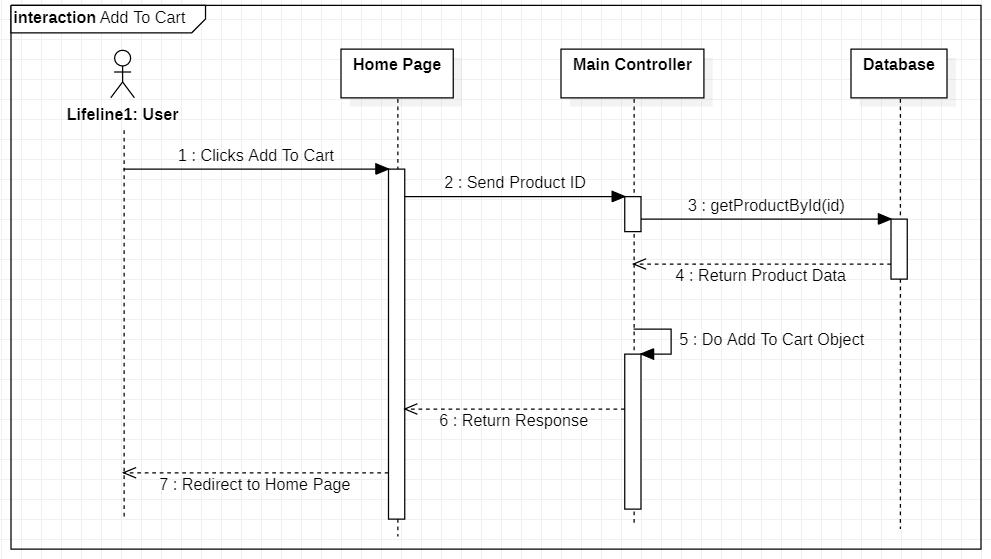 interaction Add To Cart
Home Page
Main Controller
Database
Lifeline1: User
1 : Clicks Add To Cart
2 : Send Product ID
3 : getProductById(id)
4 : Return Product Data
5 : Do Add To Cart Object
6 : Return Response
7 : Redirect to Home Page